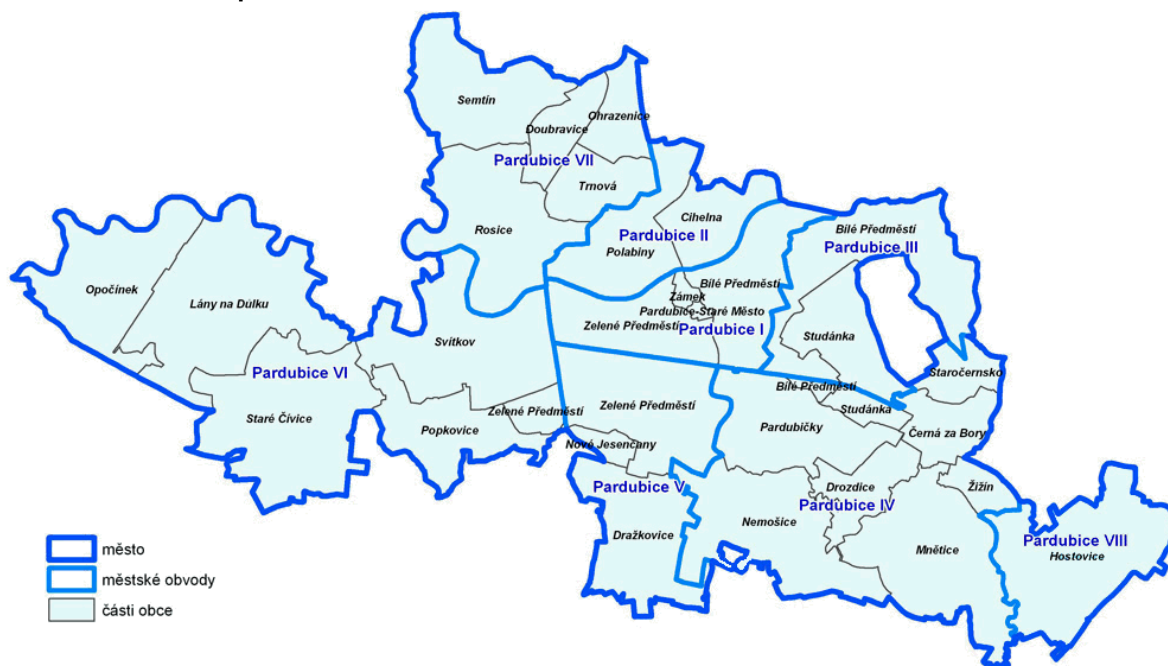 Semtín
Doubravice
Ohrazenice
Pardubice VII
Trnová
Rosice
Cihelna
Pardubice II
Polabiny
Bílé Předměstí
Pardubice III
Opočínek
Lány na Důlku
Bílé Předměstí
Zámek
Pardubice-Staré Město
Zelené Předměstí
Pardubice I
Svítkov
Studánka
Staročernsko
Pardubice VI
Staré Čívice
Popkovice
Zelené Předměstí
Zelené Předměstí
Bílé Předměstí
Studánka
Pardubičky
Černá za Bory
Nové Jesenčany
Pardubice V
Drozdice
Žižín
Pardubice IV
Nemošice
Dražkovice
Mnětice
Pardubice VIII
Hostovice
město
městské obvody
části obce